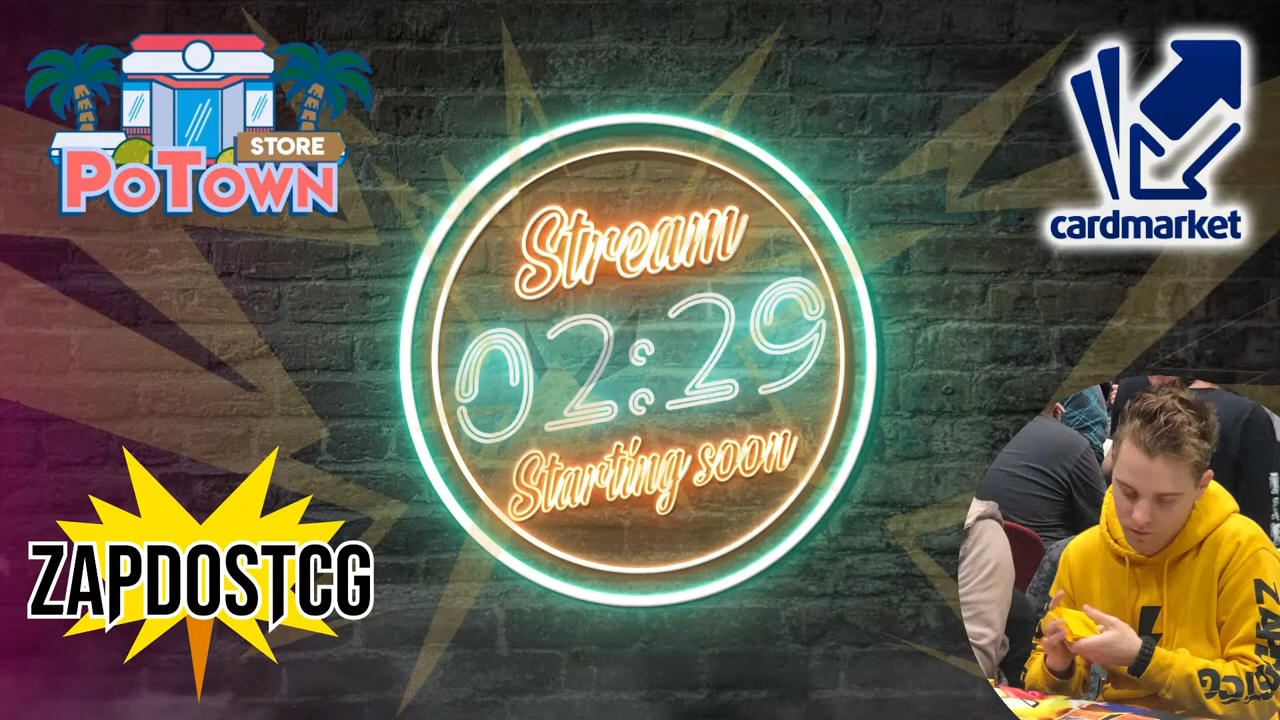 STORE
POTOWN
cardmarket
Stream
02:29
Starting soon
ZAPDOSTCG